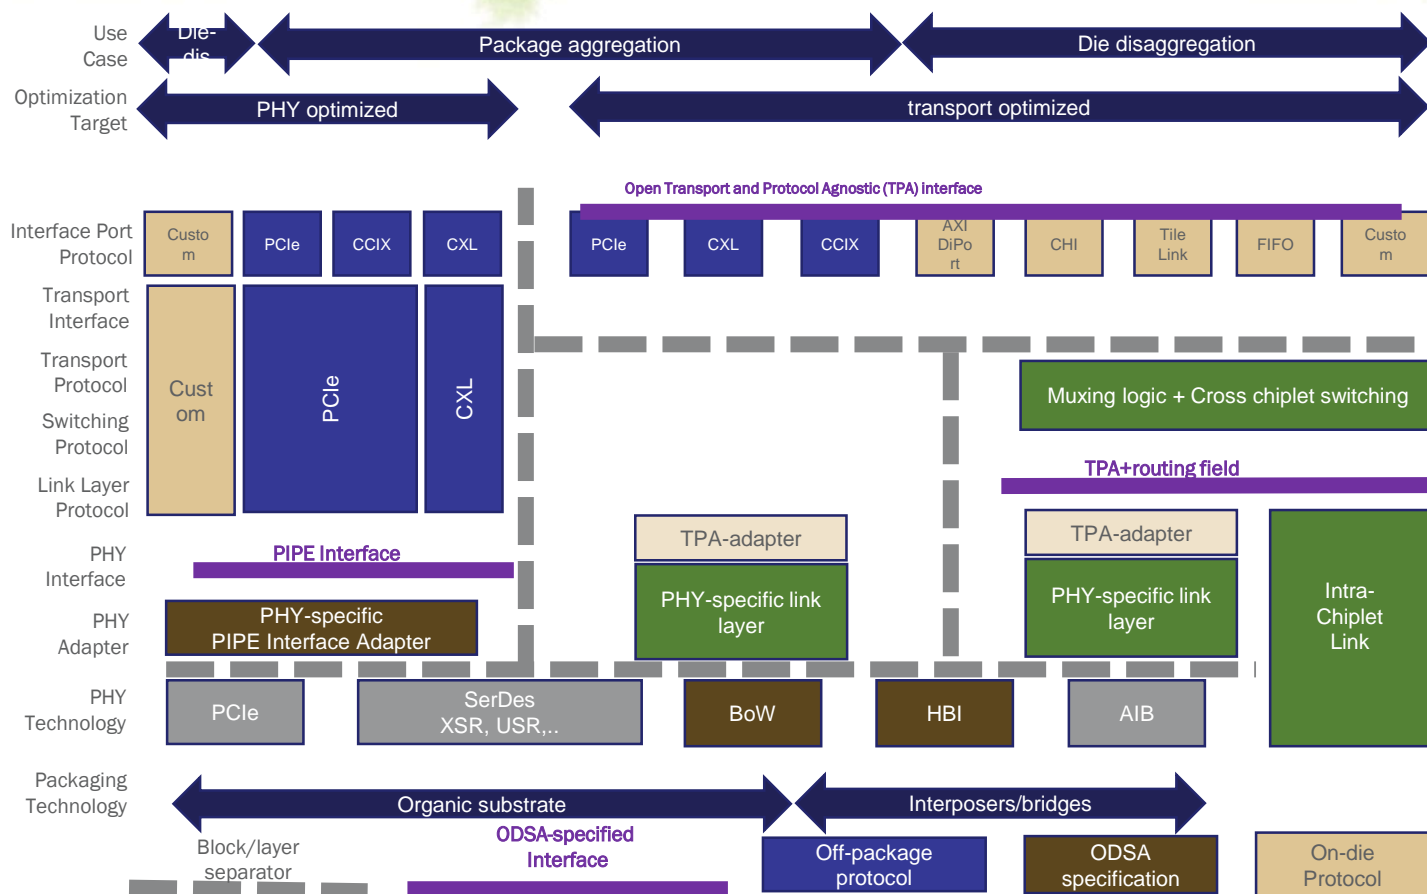 Use
Case
Die-
dis
Package aggregation
Die disaggregation
Optimization
Target
PHY optimized
transport optimized
Open Transport and Protocol Agnostic (TPA) interface
Interface Port
Protocol
Custo
m
PCIe
CCIX
CXL
PCIe
CXL
CCIX
AXI
DiPo
rt
CHI
Tile
Link
FIFO
Custo
m
Transport
Interface
Transport
Protocol
Switching
Protocol
Link Layer
Protocol
Cust
om
PCIe
CXL
Muxing logic + Cross chiplet switching
TPA+routing field
PHY
Interface
PIPE Interface
TPA-adapter
TPA-adapter
PHY
Adapter
PHY-specific
PIPE Interface Adapter
PHY-specific link
layer
PHY-specific link
layer
Intra-
Chiplet
Link
PHY
Technology
PCIe
SerDes
XSR, USR,..
BoW
HBI
AIB
Packaging
Technology
Organic substrate
Interposers/bridges
Block/layer
separator
ODSA-specified
Interface
Off-package
protocol
ODSA
specification
On-die
Protocol